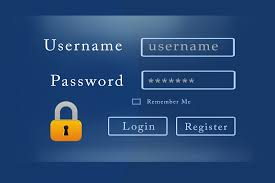 Username username
Password *******
Remember Me
Login Register